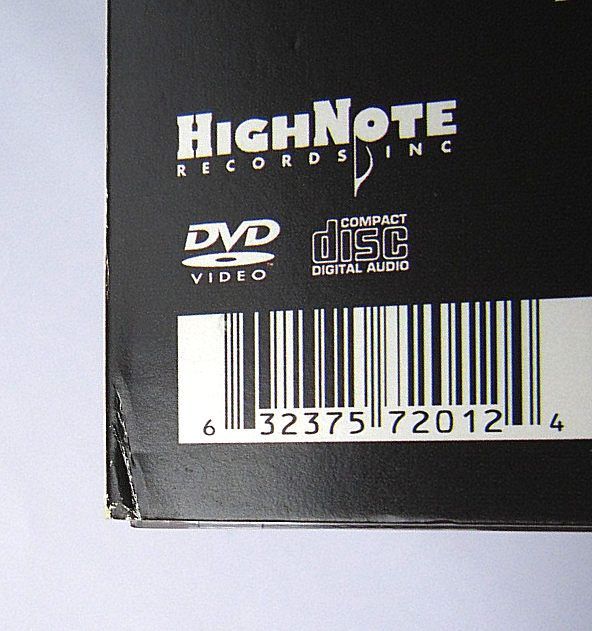 HIGHNOTE
RECORDS, INC
DVD
VIDEO
COMPACT
disc
DIGITAL AUDIO
6 32375 72012 4